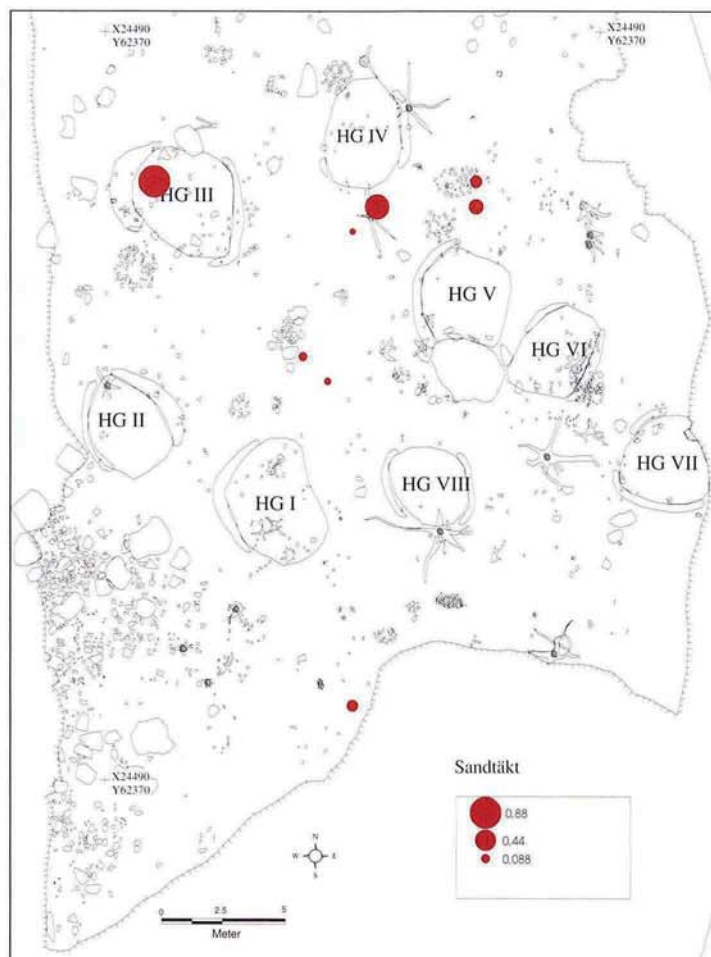 X24490
Y62370
X24490
Y62370
HG IV
HG III
HG V
HG VI
HG II
HG VII
HG I
HG VIII
X24490
Y62370
Sandtäkt
0.88
0.44
0.088
N
W E
S
0 2.5 5
Meter